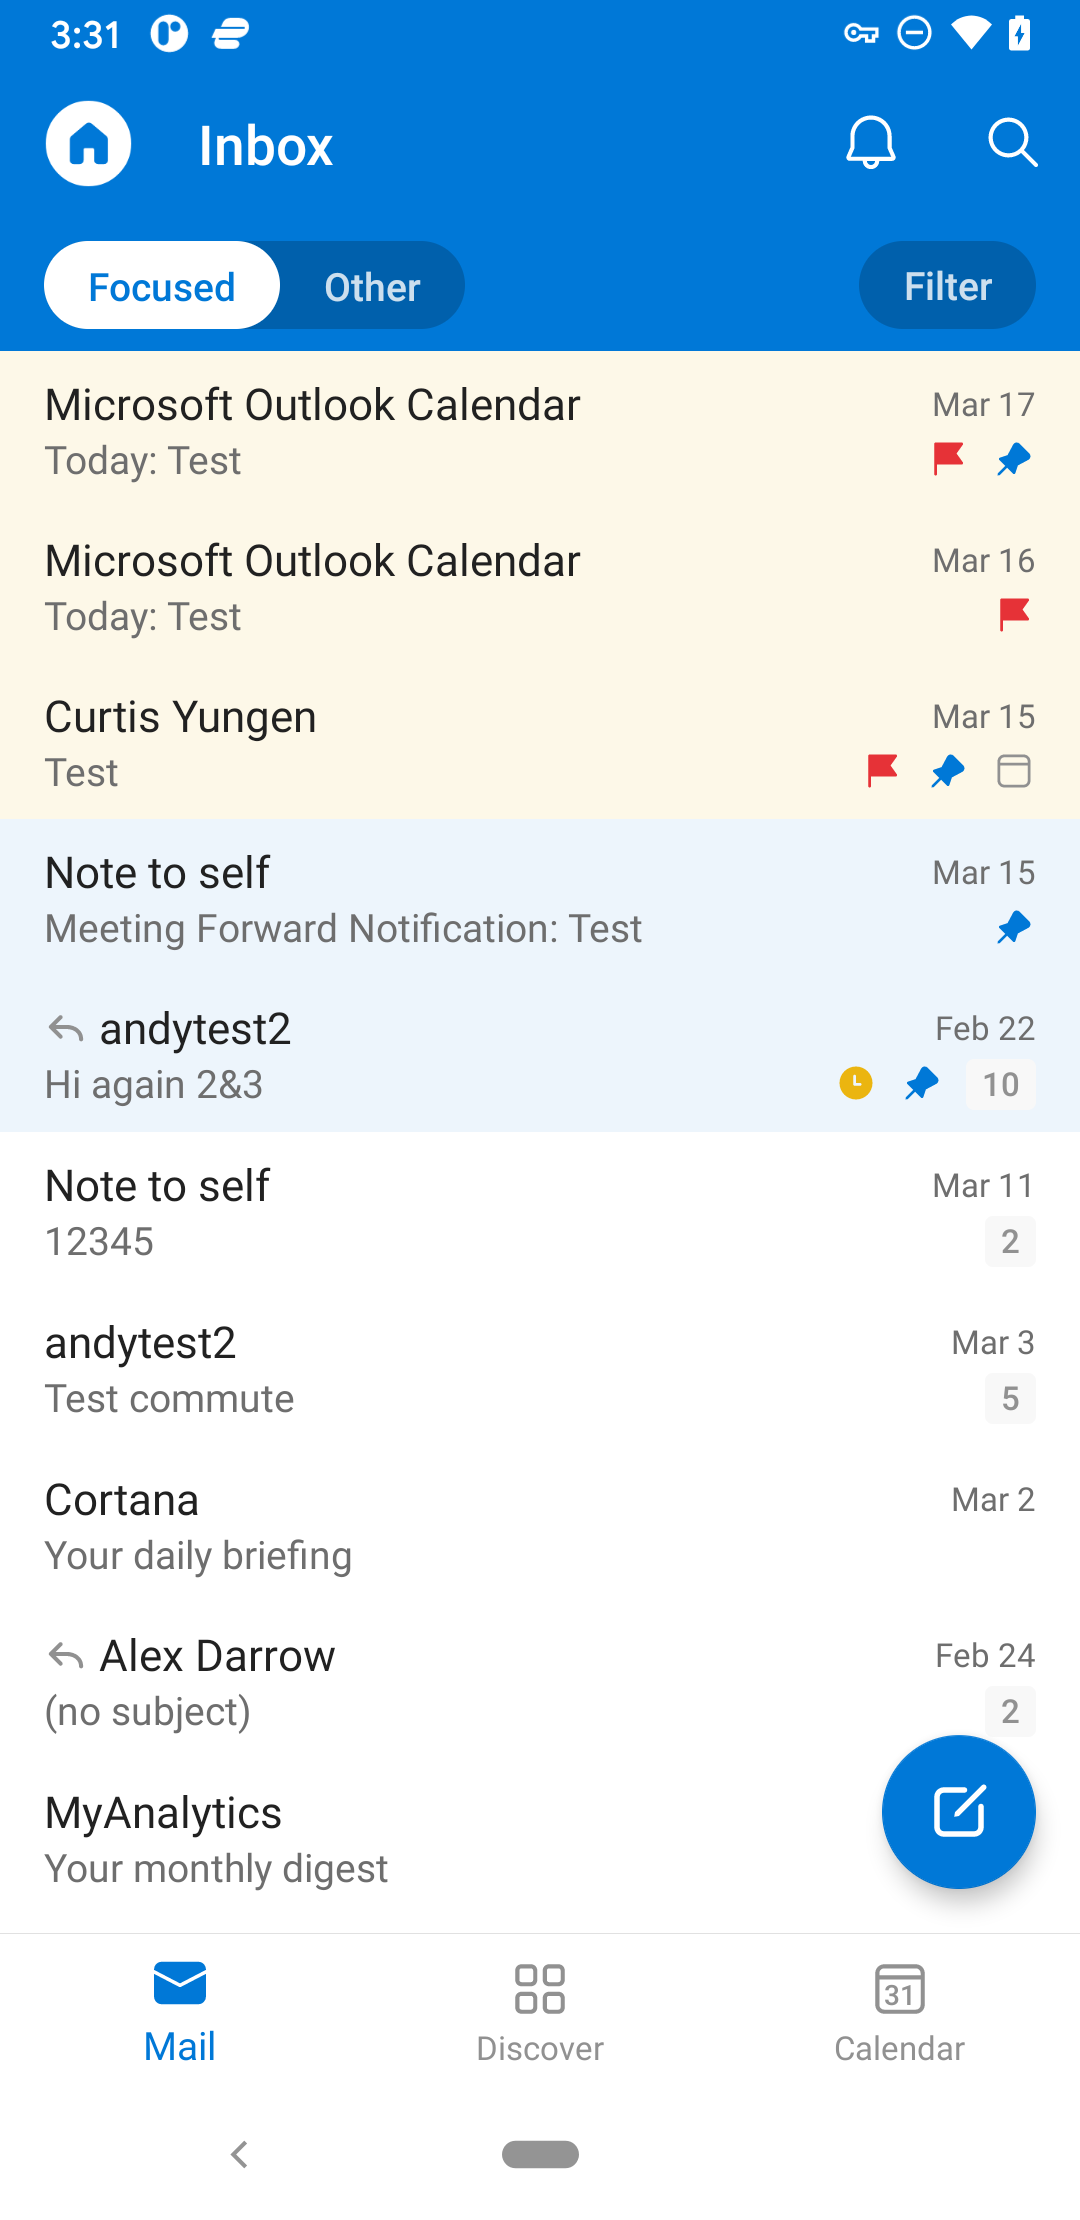 3:31
Inbox
Focused Other Filter
Microsoft Outlook Calendar Mar 17
Today: Test
Microsoft Outlook Calendar Mar 16
Today: Test
Curtis Yungen Mar 15
Test
Note to self Mar 15
Meeting Forward Notification: Test
andytest2 Feb 22
Hi again 2&3 10
Note to self Mar 11
12345 2
andytest2 Mar 3
Test commute 5
Cortana Mar 2
Your daily briefing
Alex Darrow Feb 24
(no subject) 2
MyAnalytics
Your monthly digest
31
Mail Discover Calendar